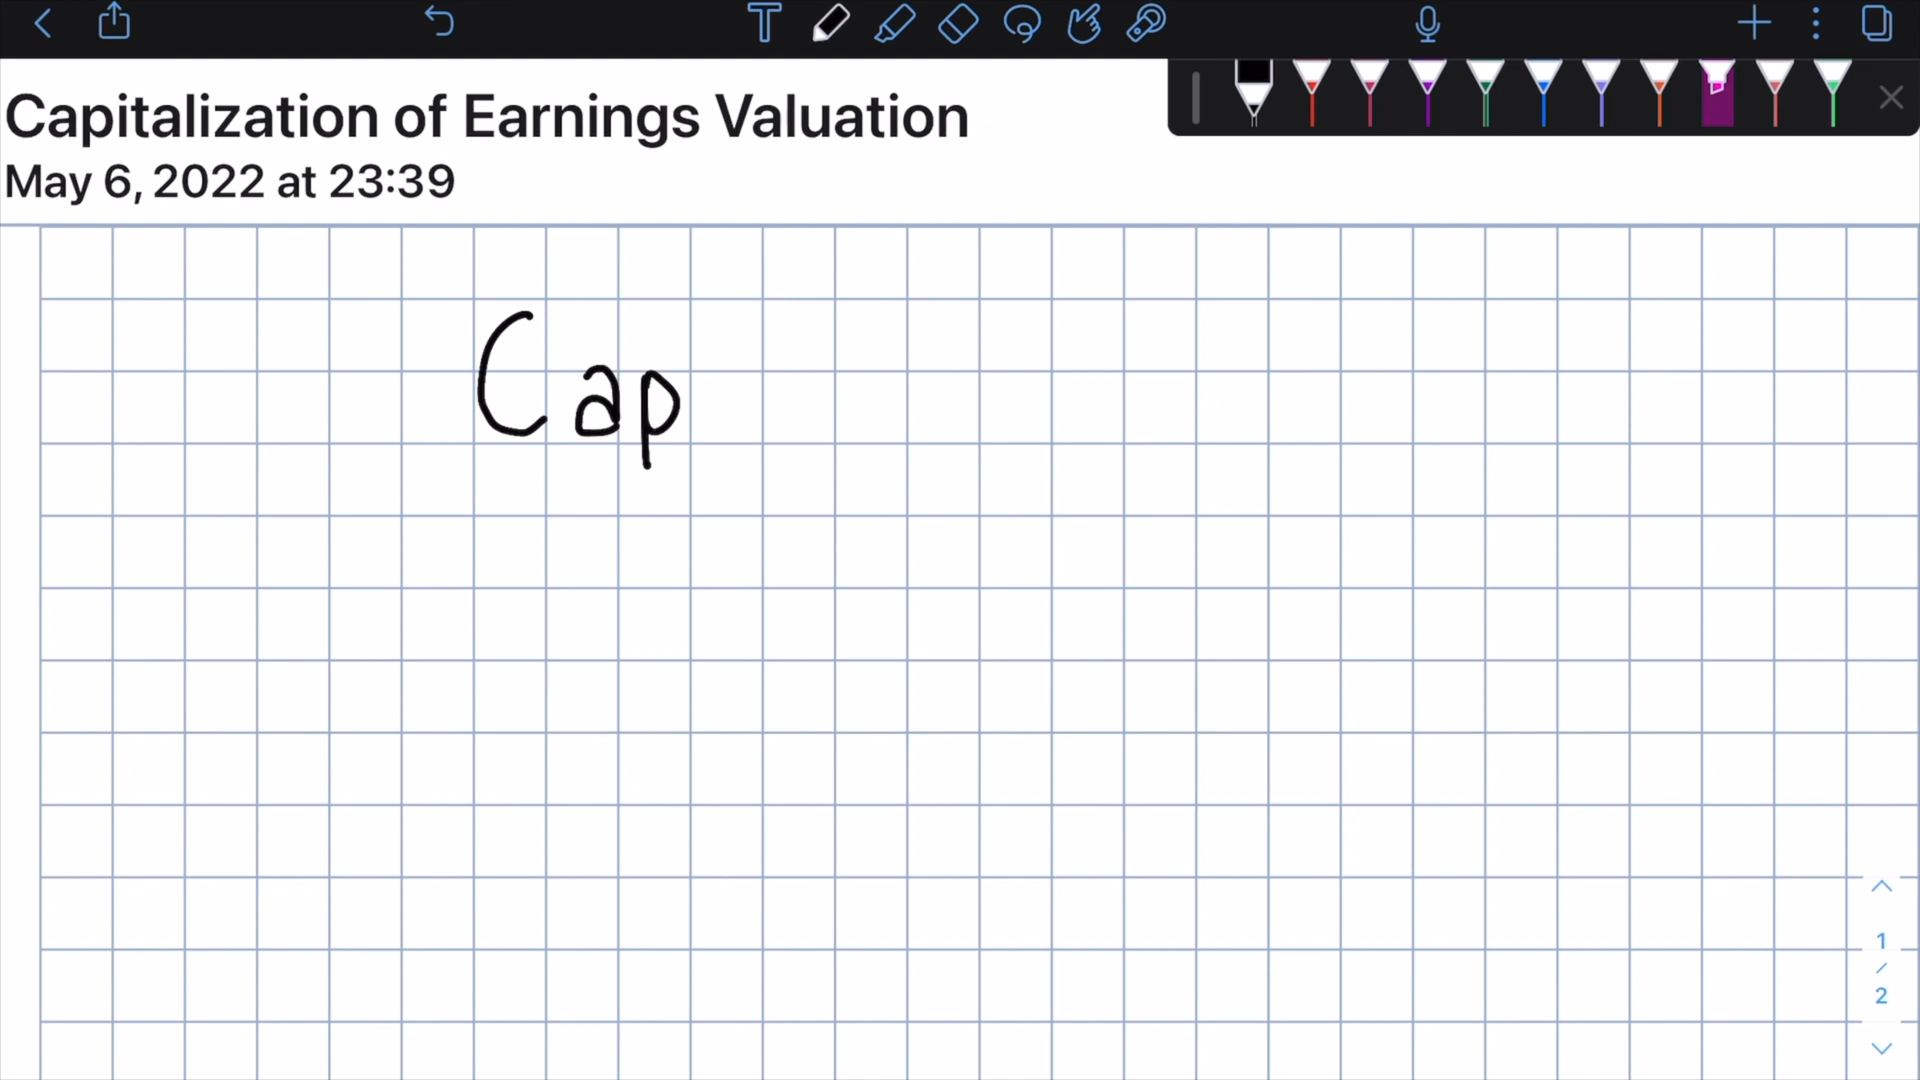 Capitalization of Earnings Valuation
May 6, 2022 at 23:39
Cap
1
/
2